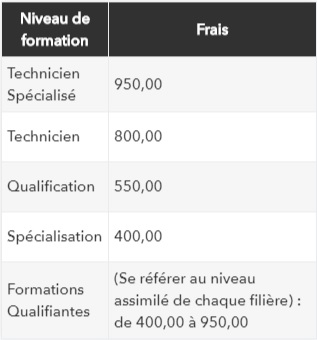 Niveau de
formation
Frais
Technicien
Spécialisé
950,00
Technicien
800,00
Qualification
550,00
Spécialisation
400,00
Formations
Qualifiantes
(Se référer au niveau
assimilé de chaque filière) :
de 400,00 à 950,00